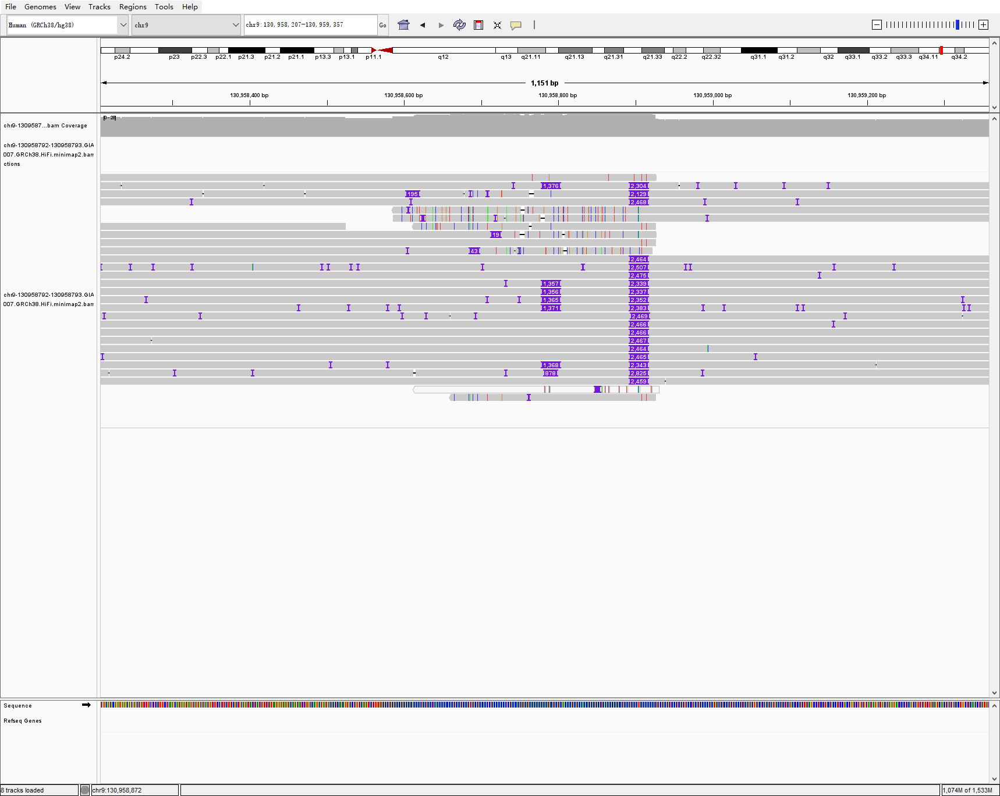 File Genomes View Tracks Regions Tools Help
Human (GRCh38/hg38) chr9 chr9:130,958,207-130,959,357 Go
p24.2 p23 p22.3 p22.1 p21.3 p21.2 p21.1 p13.3 p13.1 p11.1 q12 q13 q21.11 q21.13 q21.31 q21.33 q22.2 q22.32 q31.1 q31.2 q32 q33.1 q33.2 q33.3 q34.11 q34.2
1,151 bp
130,958,400 bp 130,958,600 bp 130,958,800 bp 130,959,000 bp 130,959,200 bp
[0-28]
chr9-1309587...bam Coverage
chr9-130958792-130958793.GIA
007.GRCh38.HiFi.minimap2.bam
ctions
1,376 2,304
195 2,129
2,468
19
43
2,464
2,507
2,475
1,357 2,339
1,356 2,337
chr9-130958792-130958793.GIA
1,365 2,352
007.GRCh38.HiFi.minimap2.bam
1,371 2,383
2,469
2,466
2,466
2,467
2,464
2,465
1,368 2,343
878 2,825
2,459
Sequence
Refseq Genes
8 tracks loaded chr9:130,958,872 1,074M of 1,533M